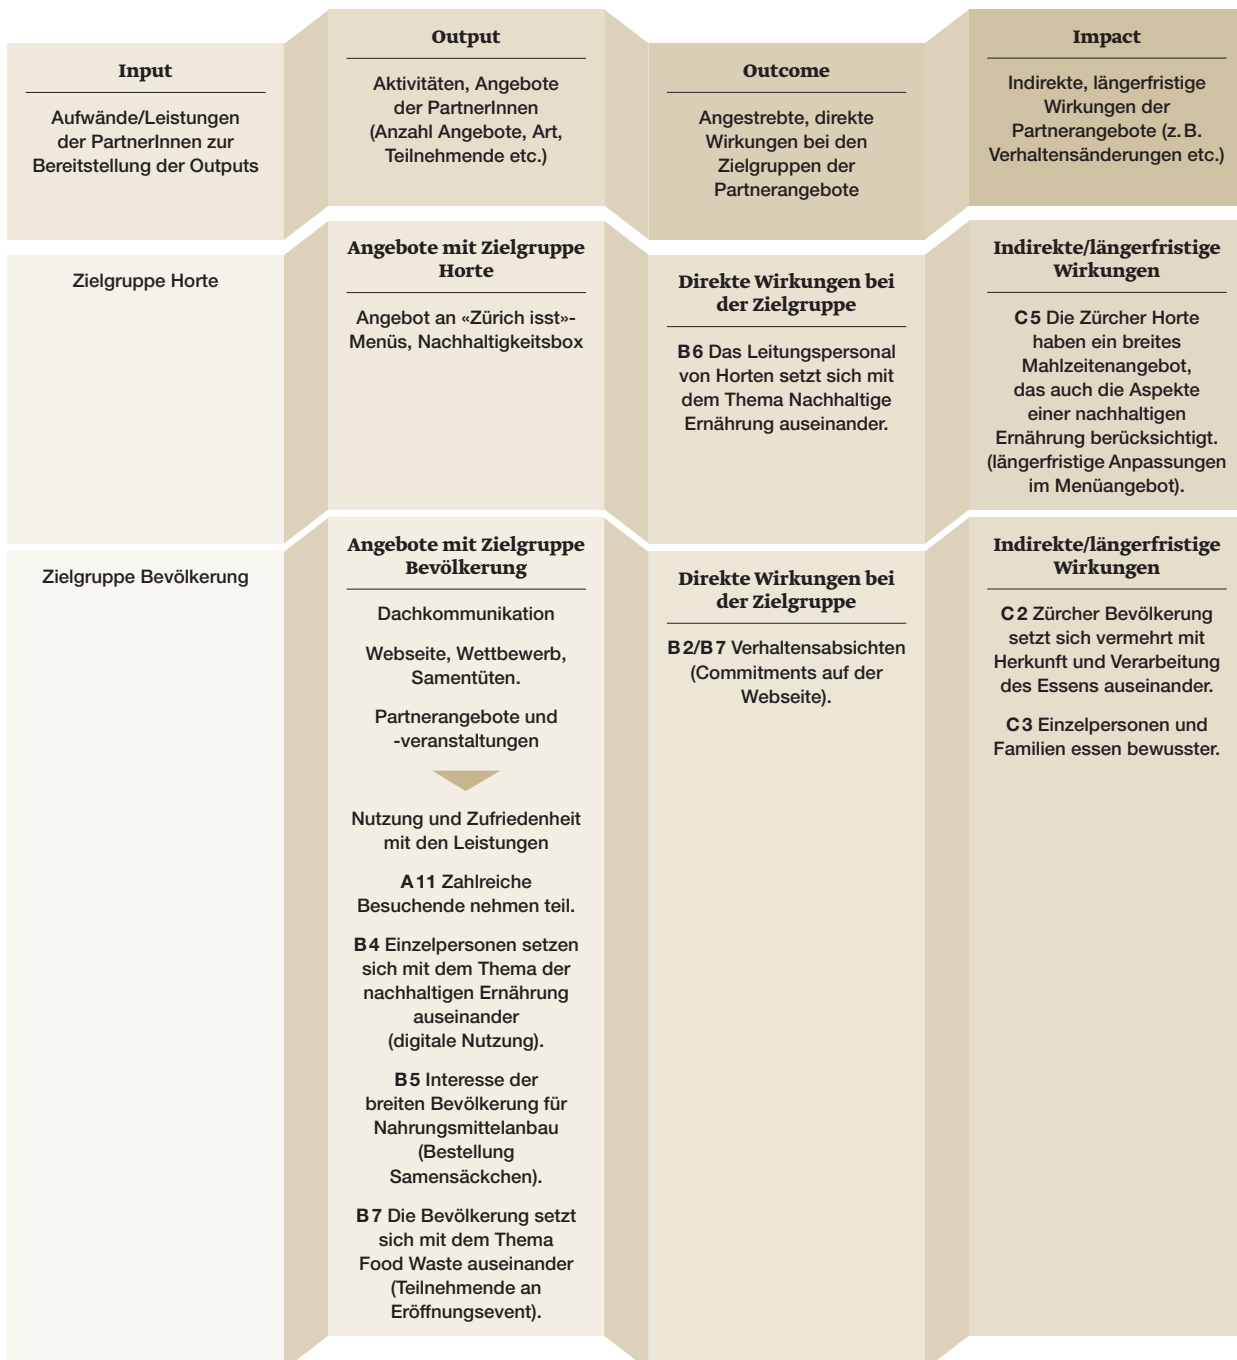 Input
Aufwände/Leistungen
der PartnerInnen zur
Bereitstellung der Outputs
Output
Aktivitäten, Angebote
der PartnerInnen
(Anzahl Angebote, Art,
Teilnehmende etc.)
Outcome
Angestrebte, direkte
Wirkungen bei den
Zielgruppen der
Partnerangebote
Impact
Indirekte, längerfristige
Wirkungen der
Partnerangebote (z. B.
Verhaltensänderungen etc.)
Zielgruppe Horte
Angebote mit Zielgruppe
Horte
Angebot an «Zürich isst»-
Menüs, Nachhaltigkeitsbox
Direkte Wirkungen bei
der Zielgruppe
B 6 Das Leitungspersonal
von Horten setzt sich mit
dem Thema Nachhaltige
Ernährung auseinander.
Indirekte/längerfristige
Wirkungen
C 5 Die Zürcher Horte
haben ein breites
Mahlzeitenangebot,
das auch die Aspekte
einer nachhaltigen
Ernährung berücksichtigt.
(längerfristige Anpassungen
im Menüangebot).
Zielgruppe Bevölkerung
Angebote mit Zielgruppe
Bevölkerung
Dachkommunikation
Webseite, Wettbewerb,
Samentüten.
Partnerangebote und
-veranstaltungen
Nutzung und Zufriedenheit
mit den Leistungen
A 11 Zahlreiche
Besuchende nehmen teil.
B 4 Einzelpersonen setzen
sich mit dem Thema der
nachhaltigen Ernährung
auseinander
(digitale Nutzung).
B 5 Interesse der
breiten Bevölkerung für
Nahrungsmittelanbau
(Bestellung
Samensäckchen).
B 7 Die Bevölkerung setzt
sich mit dem Thema
Food Waste auseinander
(Teilnehmende an
Eröffnungsevent).
Direkte Wirkungen bei
der Zielgruppe
B 2/B 7 Verhaltensabsichten
(Commitments auf der
Webseite).
Indirekte/längerfristige
Wirkungen
C 2 Zürcher Bevölkerung
setzt sich vermehrt mit
Herkunft und Verarbeitung
des Essens auseinander.
C 3 Einzelpersonen und
Familien essen bewusster.